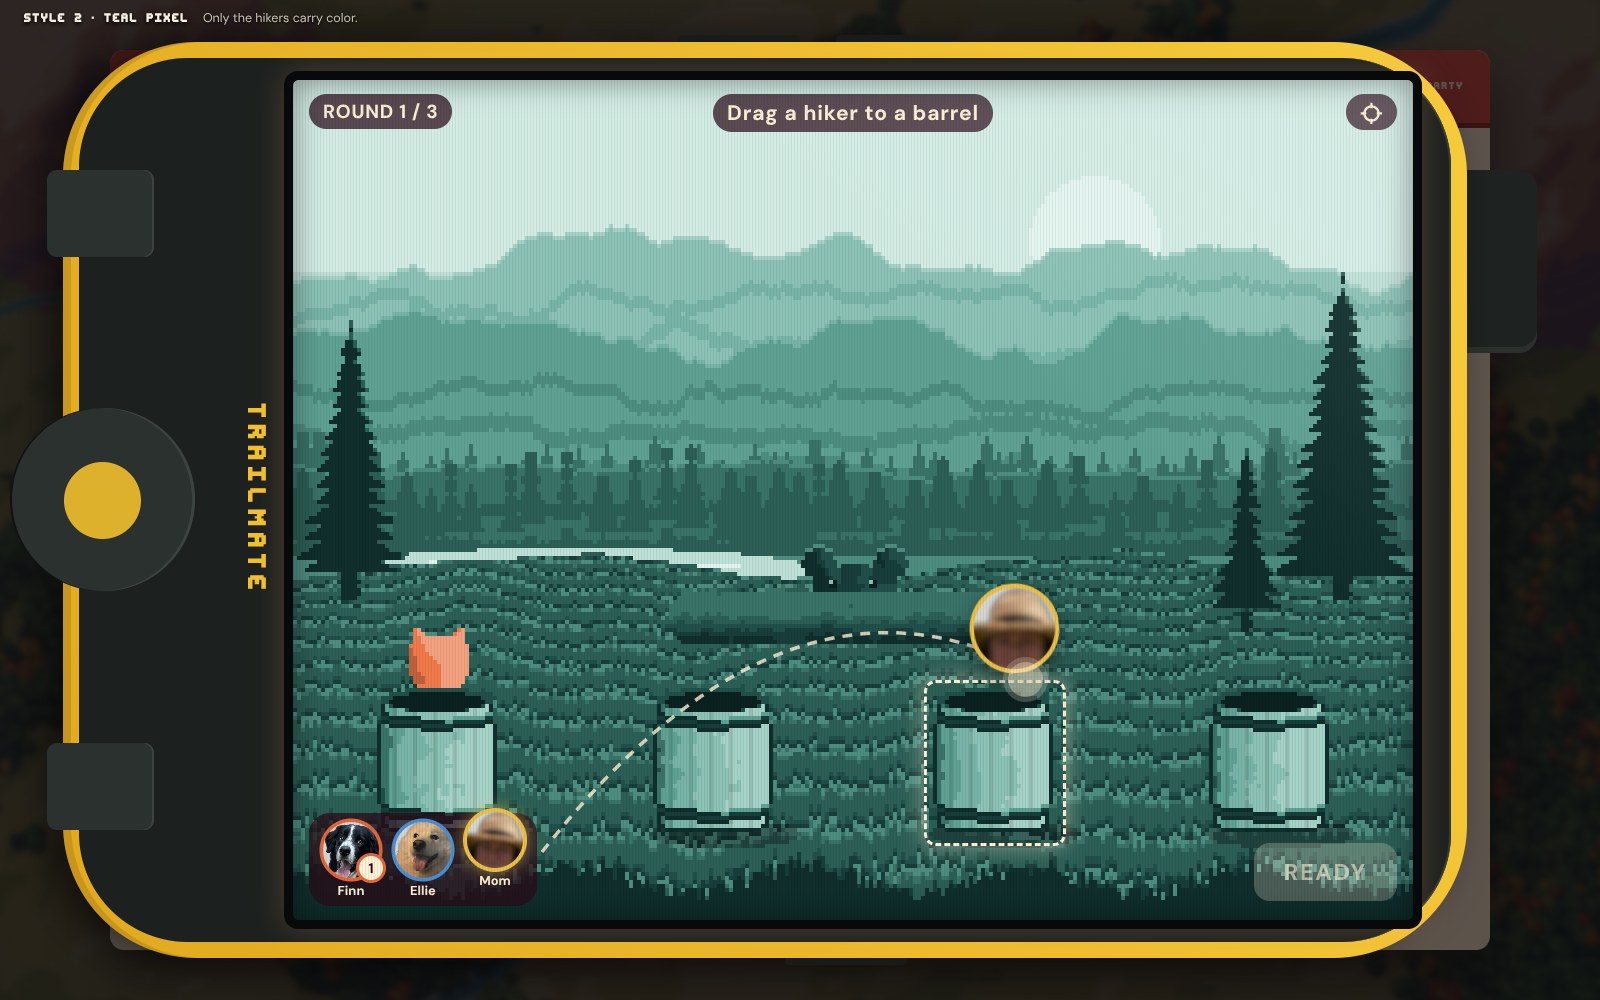 STYLE 2 · TEAL PIXEL Only the hikers carry color.
ROUND 1 / 3
Drag a hiker to a barrel
TRAILMATE
1
Finn
Ellie
Mom
READY